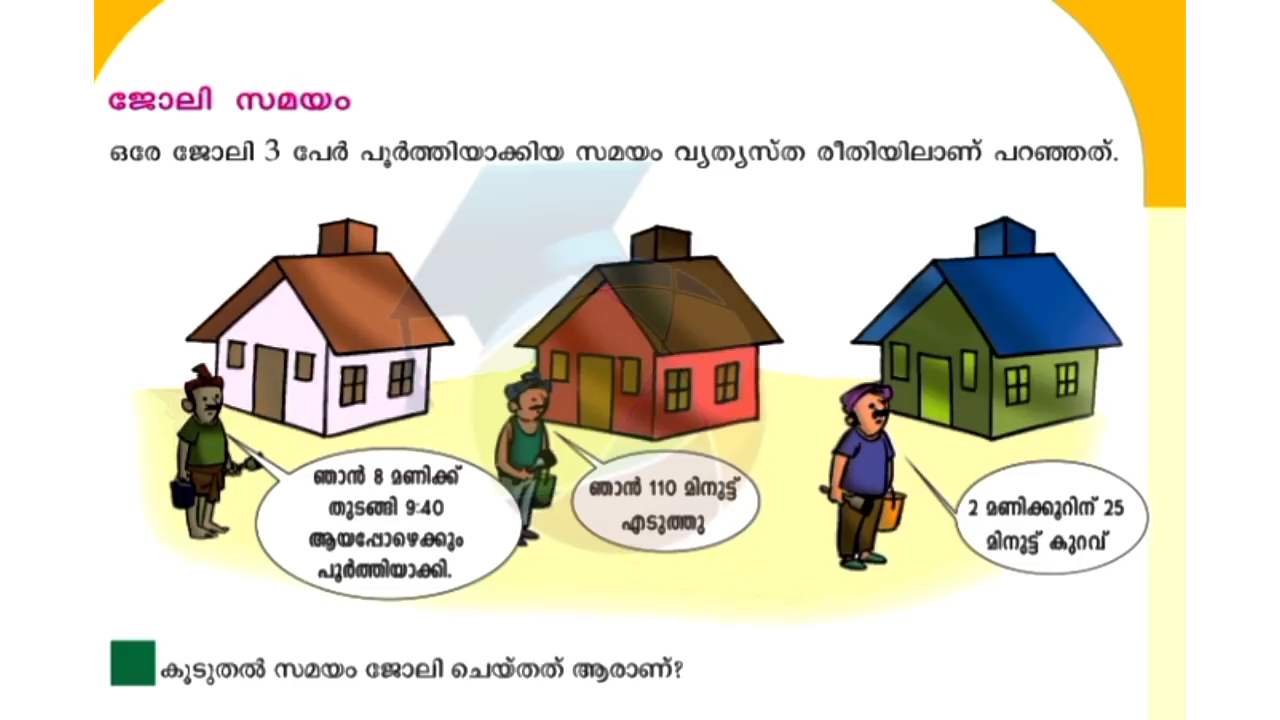 ജോലി സമയം
ഒരേ ജോലി 3 പേർ പൂർത്തിയാക്കിയ സമയം വ്യത്യസ്ത രീതിയിലാണ് പറഞ്ഞത്.
ഞാൻ 8 മണിക്ക്
തുടങ്ങി 9:40
ആയപ്പോഴെക്കും
പൂർത്തിയാക്കി.
ഞാൻ 110 മിനുട്ട്
എടുത്തു
2 മണിക്കൂറിന് 25
മിനുട്ട് കുറവ്
കൂടുതൽ സമയം ജോലി ചെയ്തത് ആരാണ്?